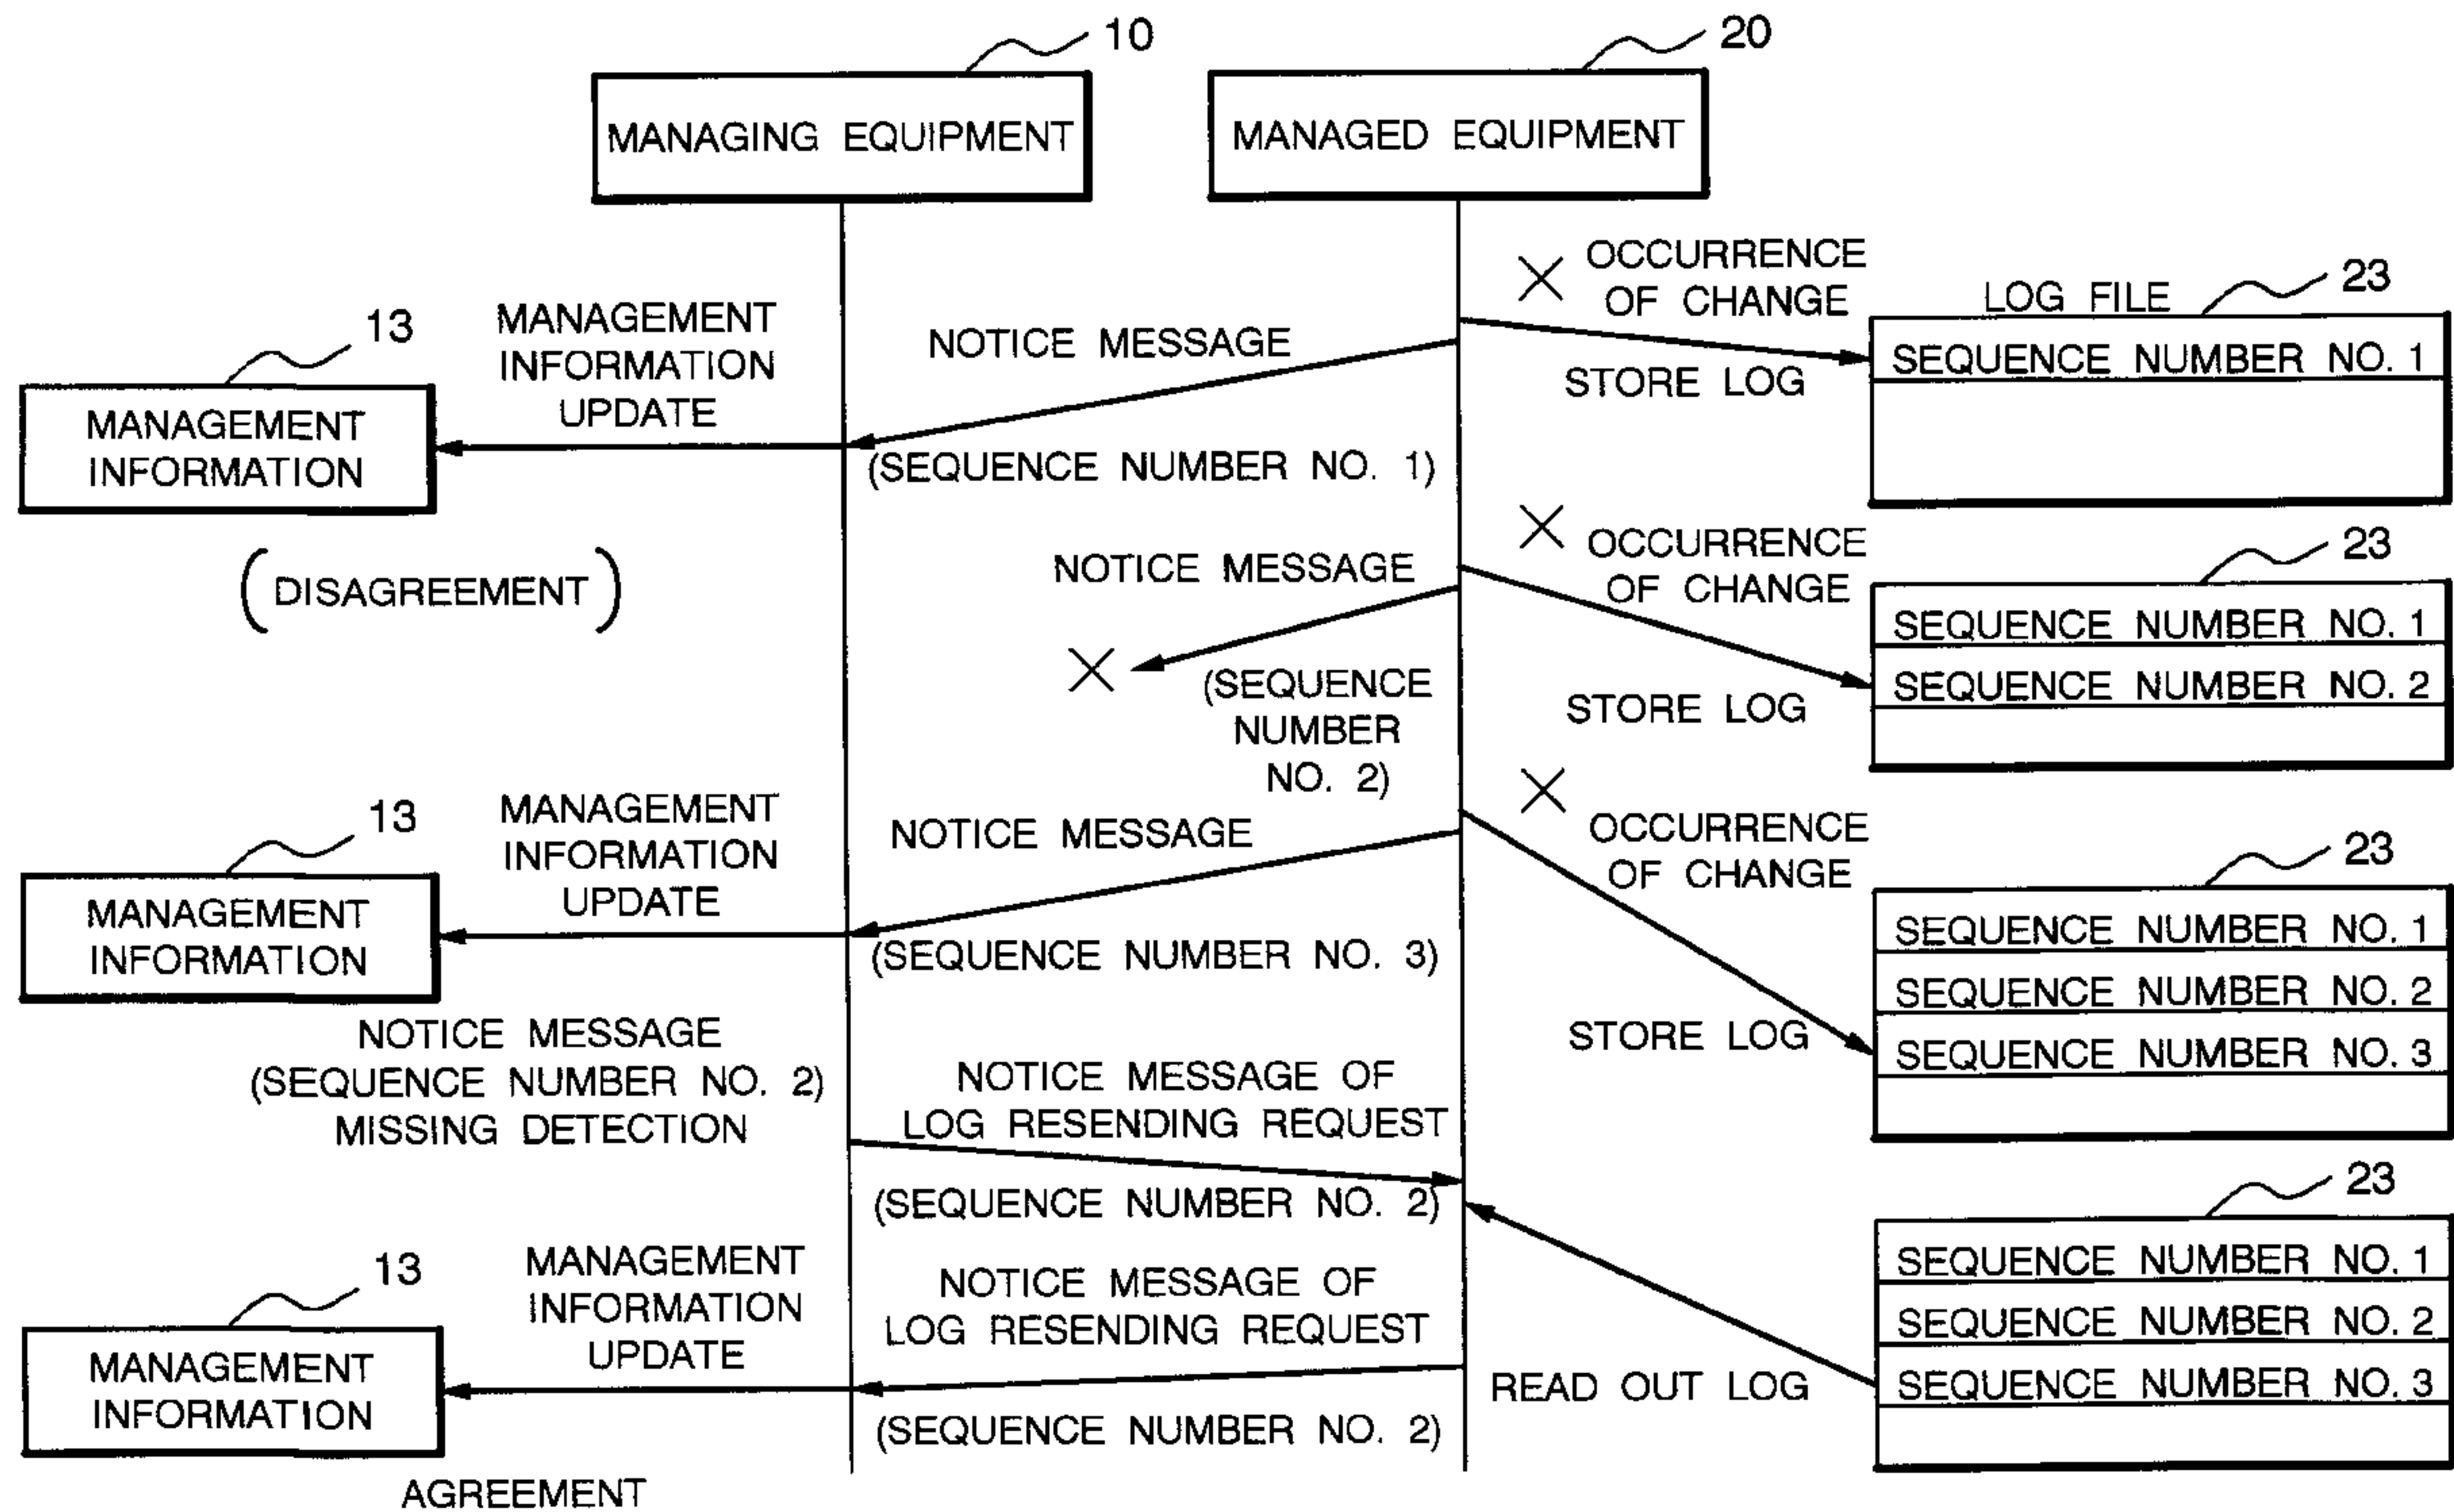 10
20
MANAGING EQUIPMENT
MANAGED EQUIPMENT
OCCURRENCE
OF CHANGE
LOG FILE
23
13
MANAGEMENT
INFORMATION
UPDATE
NOTICE MESSAGE
STORE LOG
SEQUENCE NUMBER NO. 1
MANAGEMENT
INFORMATION
(SEQUENCE NUMBER NO. 1)
(DISAGREEMENT)
NOTICE MESSAGE
OCCURRENCE
OF CHANGE
23
SEQUENCE NUMBER NO. 1
SEQUENCE NUMBER NO. 2
(SEQUENCE
NUMBER
NO. 2)
STORE LOG
13
MANAGEMENT
INFORMATION
UPDATE
NOTICE MESSAGE
OCCURRENCE
OF CHANGE
23
MANAGEMENT
INFORMATION
(SEQUENCE NUMBER NO. 3)
SEQUENCE NUMBER NO. 1
SEQUENCE NUMBER NO. 2
SEQUENCE NUMBER NO. 3
STORE LOG
NOTICE MESSAGE
(SEQUENCE NUMBER NO. 2)
MISSING DETECTION
NOTICE MESSAGE OF
LOG RESENDING REQUEST
(SEQUENCE NUMBER NO. 2)
23
13
MANAGEMENT
INFORMATION
UPDATE
NOTICE MESSAGE OF
LOG RESENDING REQUEST
SEQUENCE NUMBER NO. 1
SEQUENCE NUMBER NO. 2
SEQUENCE NUMBER NO. 3
READ OUT LOG
MANAGEMENT
INFORMATION
(SEQUENCE NUMBER NO. 2)
AGREEMENT